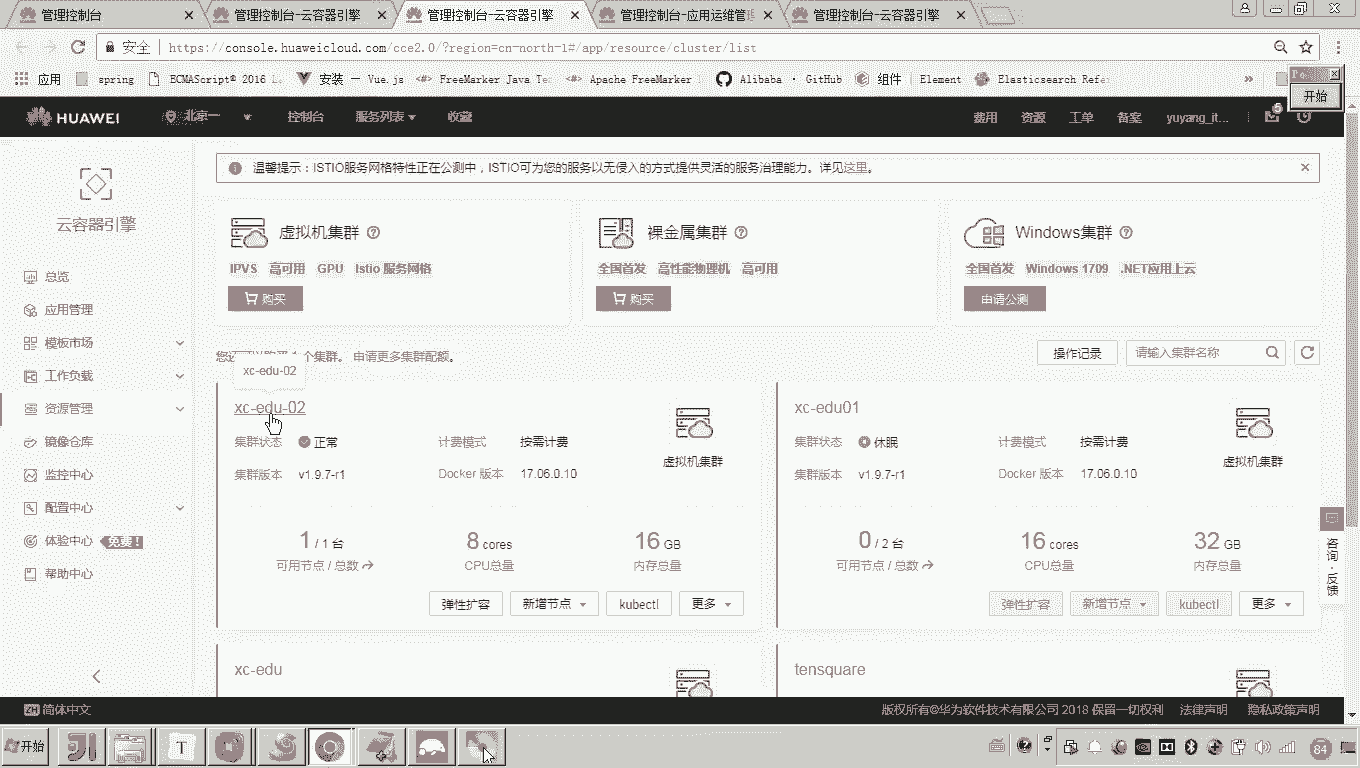 管理控制台 管理控制台-云容器引擎 管理控制台-云容器引擎 管理控制台-应用运维管 管理控制台-云容器引擎
安全 https://console.huaweicloud.com/cce2.0/?region=cn-north-1#/app/resource/cluster/list
应用 spring ECMAScript® 2016 L 安装 — Vue.js FreeMarker Java Te Apache FreeMarker Alibaba · GitHub 组件 | Element Elasticsearch Refe »
开始
HUAWEI 北京一 控制台 服务列表 收藏 费用 资源 工单 备案 yuyang_it... 5
温馨提示：ISTIO服务网格特性正在公测中，ISTIO可为您的服务以无侵入的方式提供灵活的服务治理能力。详见这里。
云容器引擎
总览
应用管理
模板市场
工作负载
资源管理
镜像仓库
监控中心
配置中心
体验中心 免费!
帮助中心
虚拟机集群
IPVS 高可用 GPU Istio 服务网格
购买
裸金属集群
全国首发 高性能物理机 高可用
购买
Windows集群
全国首发 Windows 1709 .NET应用上云
申请公测
个集群。 申请更多集群配额。
操作记录 请输入集群名称
xc-edu-02
xc-edu-02
集群状态 正常 计费模式 按需计费
虚拟机集群
集群版本 v1.9.7-r1 Docker 版本 17.06.0.10
1 / 1 台 8 cores 16 GB
可用节点 / 总数 CPU总量 内存总量
弹性扩容 新增节点 kubectl 更多
xc-edu01
集群状态 休眠 计费模式 按需计费
虚拟机集群
集群版本 v1.9.7-r1 Docker 版本 17.06.0.10
0 / 2 台 16 cores 32 GB
可用节点 / 总数 CPU总量 内存总量
弹性扩容 新增节点 kubectl 更多
咨询·反馈
xc-edu tensquare
简体中文 版权所有©华为软件技术有限公司 2018 保留一切权利 法律声明 隐私政策声明
开始 T 84